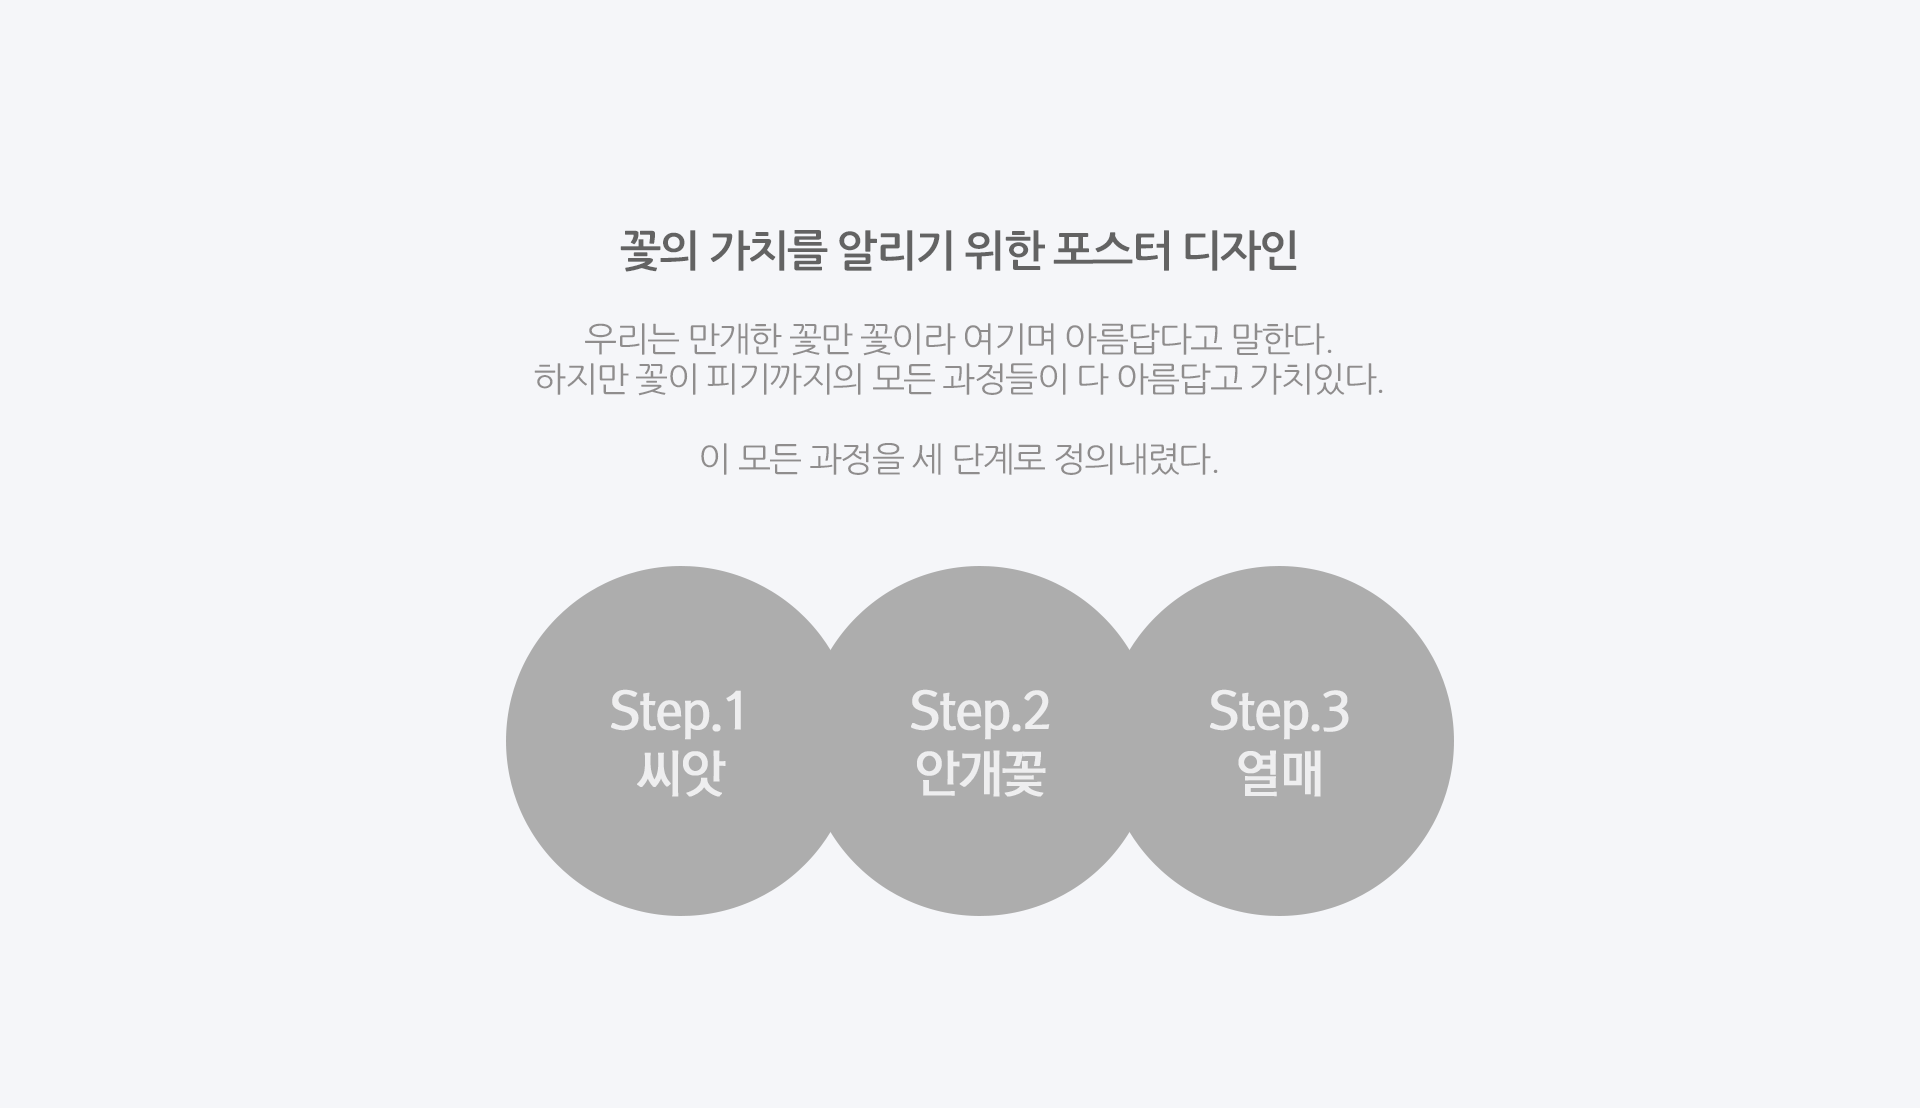 꽃의 가치를 알리기 위한 포스터 디자인
우리는 만개한 꽃만 꽃이라 여기며 아름답다고 말한다.
하지만 꽃이 피기까지의 모든 과정들이 다 아름답고 가치있다.
이 모든 과정을 세 단계로 정의내렸다.
Step.1
씨앗
Step.2
안개꽃
Step.3
열매